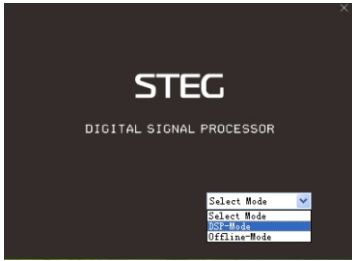 STEG
DIGITAL SIGNAL PROCESSOR
Select Mode
Select Mode
DSP-Mode
Offline-Mode